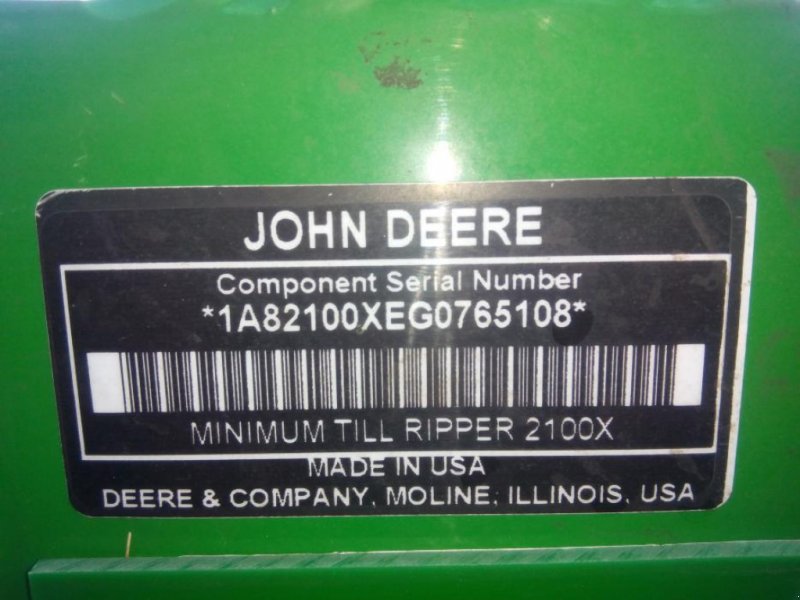 JOHN DEERE
Component Serial Number
*1A82100XEG0765108*
MINIMUM TILL RIPPER 2100X
MADE IN USA
DEERE & COMPANY, MOLINE, ILLINOIS, USA